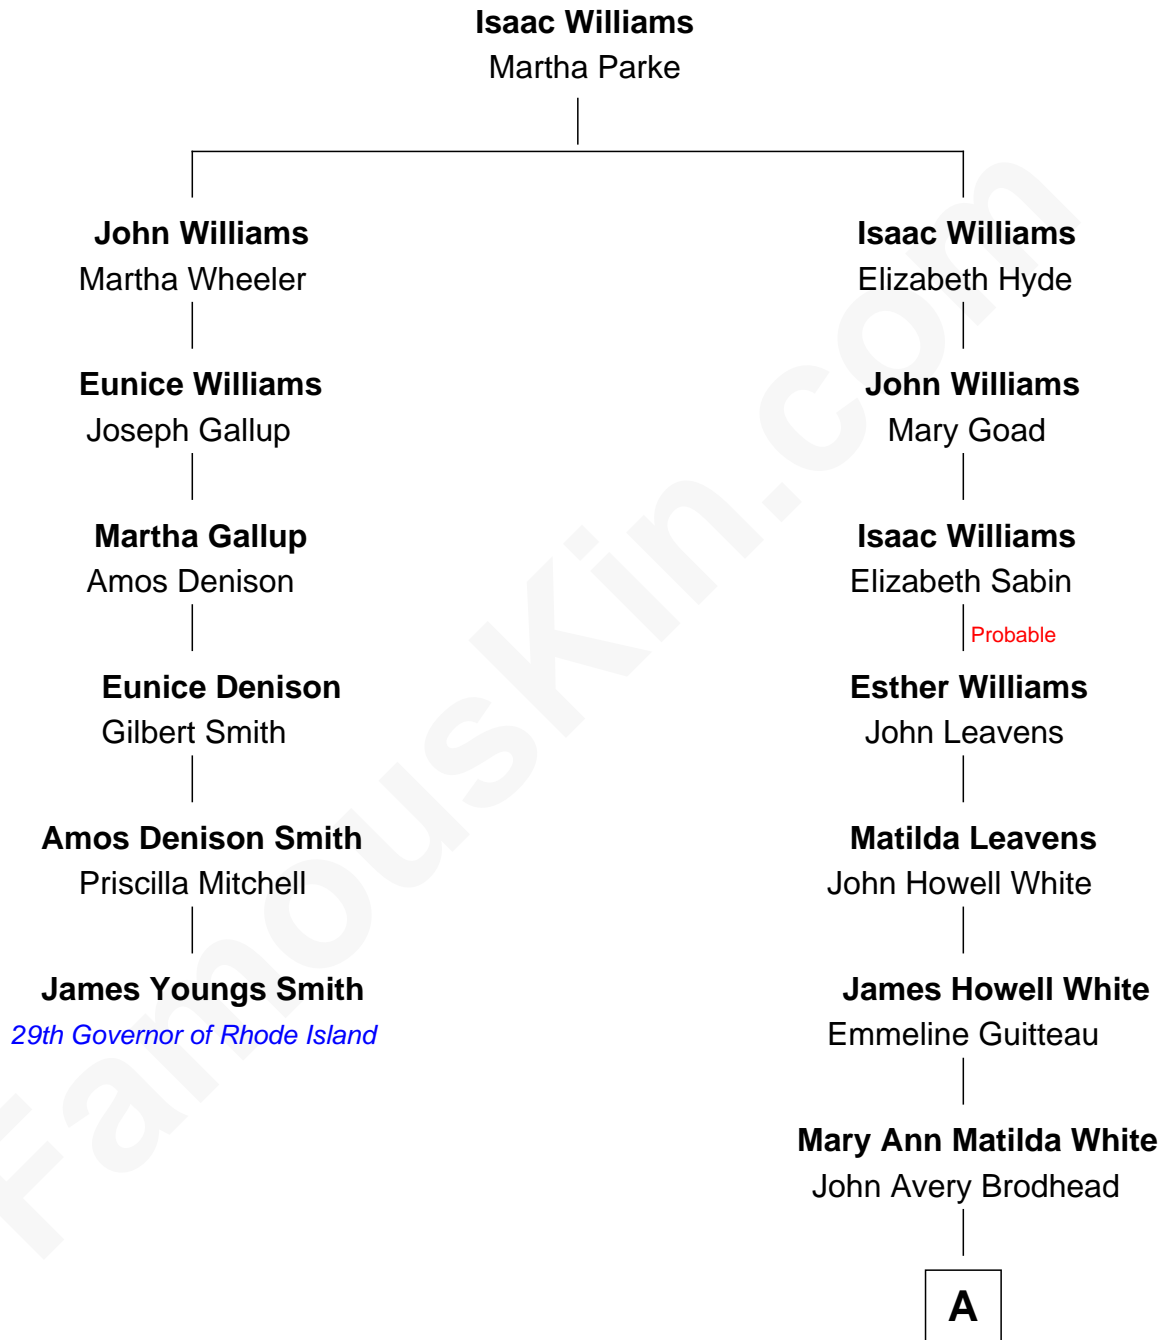 Isaac Williams
Martha Parke
John Williams
Martha Wheeler
Eunice Williams
Joseph Gallup
Martha Gallup
Amos Denison
Eunice Denison
Gilbert Smith
Amos Denison Smith
Priscilla Mitchell
James Youngs Smith
29th Governor of Rhode Island
Isaac Williams
Elizabeth Hyde
John Williams
Mary Goad
Isaac Williams
Elizabeth Sabin
Probable
Esther Williams
John Leavens
Matilda Leavens
John Howell White
James Howell White
Emmeline Guitteau
Mary Ann Matilda White
John Avery Brodhead
A
FamousKin.com